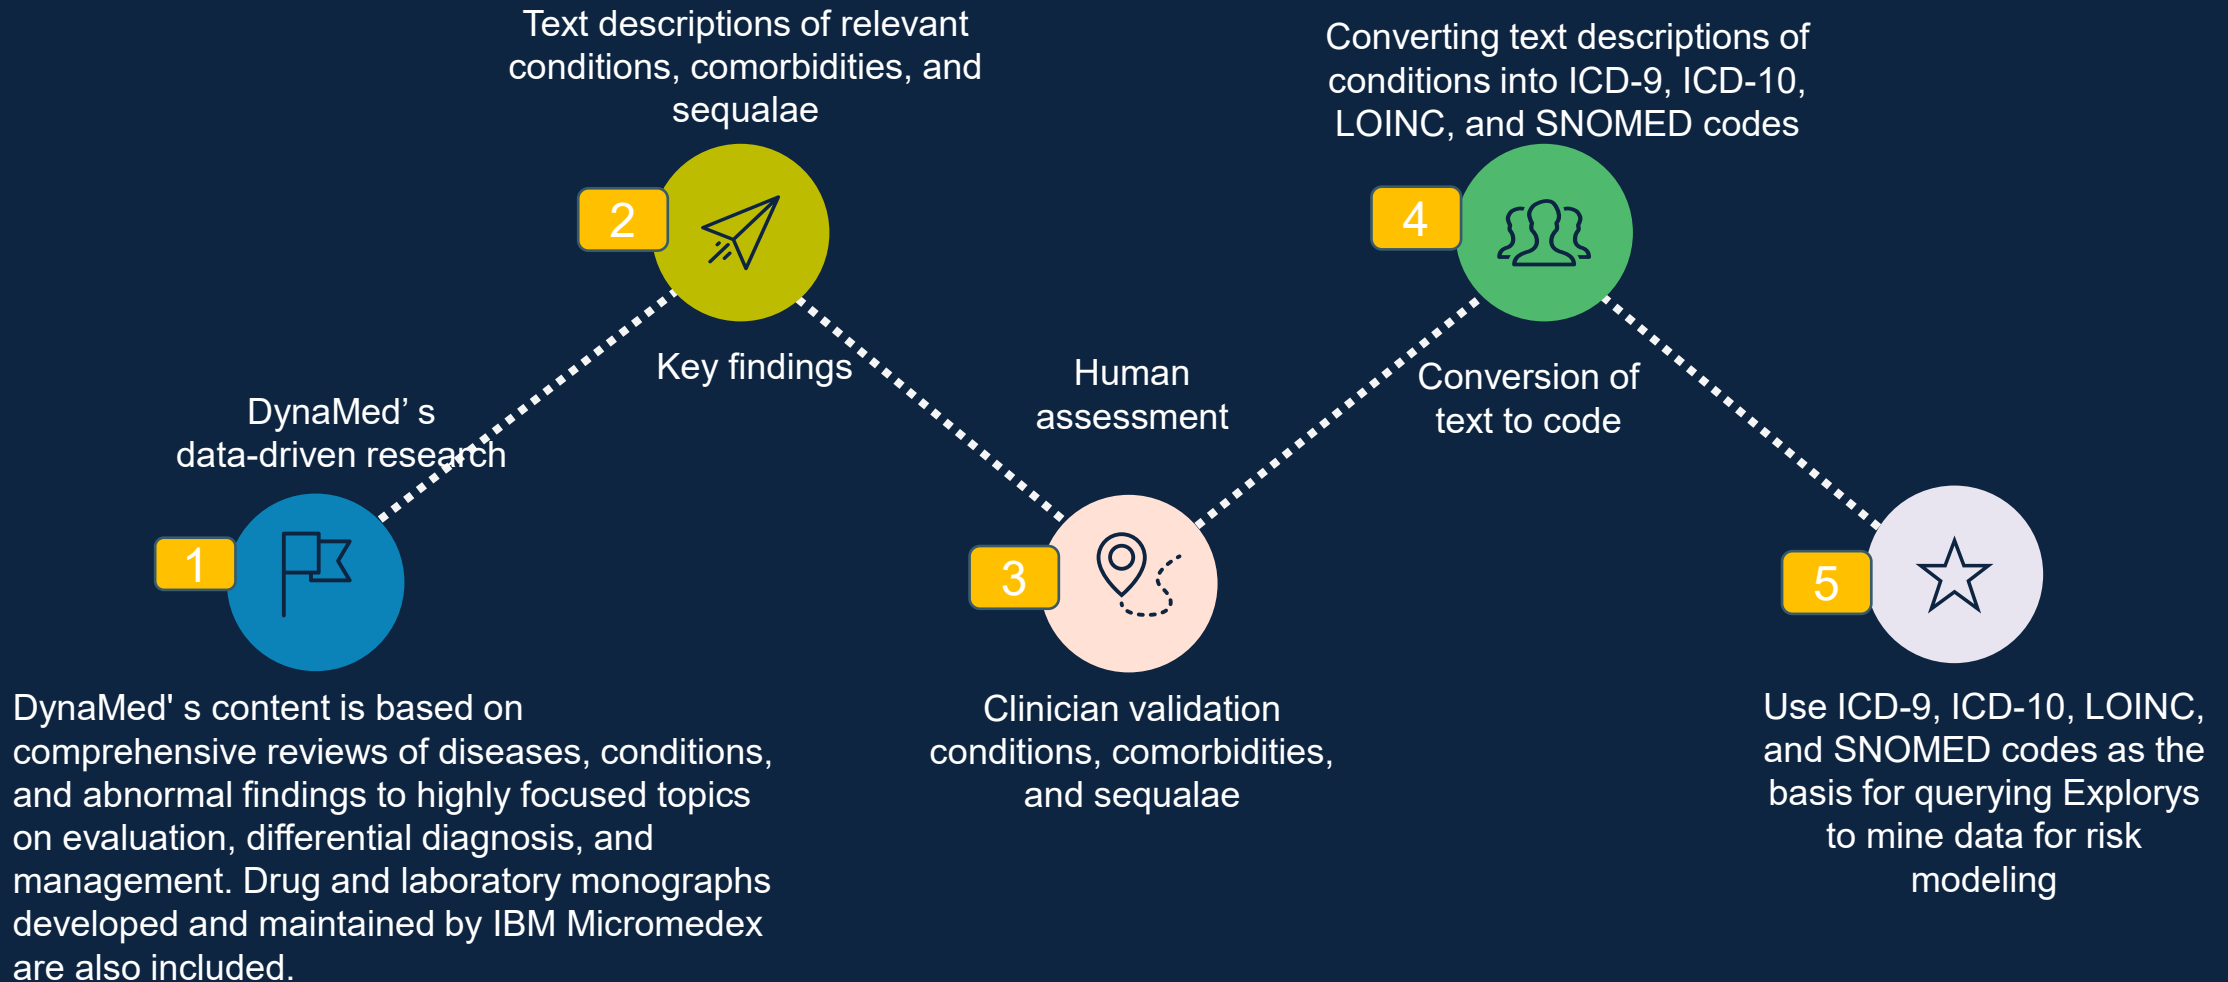 DynaMed’ s
data-driven research
1
DynaMed' s content is based on
comprehensive reviews of diseases, conditions,
and abnormal findings to highly focused topics
on evaluation, differential diagnosis, and
management. Drug and laboratory monographs
developed and maintained by IBM Micromedex
are also included.
Text descriptions of relevant
conditions, comorbidities, and
sequalae
2
Key findings
Human
assessment
3
Clinician validation
conditions, comorbidities,
and sequalae
Converting text descriptions of
conditions into ICD-9, ICD-10,
LOINC, and SNOMED codes
4
Conversion of
text to code
5
Use ICD-9, ICD-10, LOINC,
and SNOMED codes as the
basis for querying Explorys
to mine data for risk
modeling